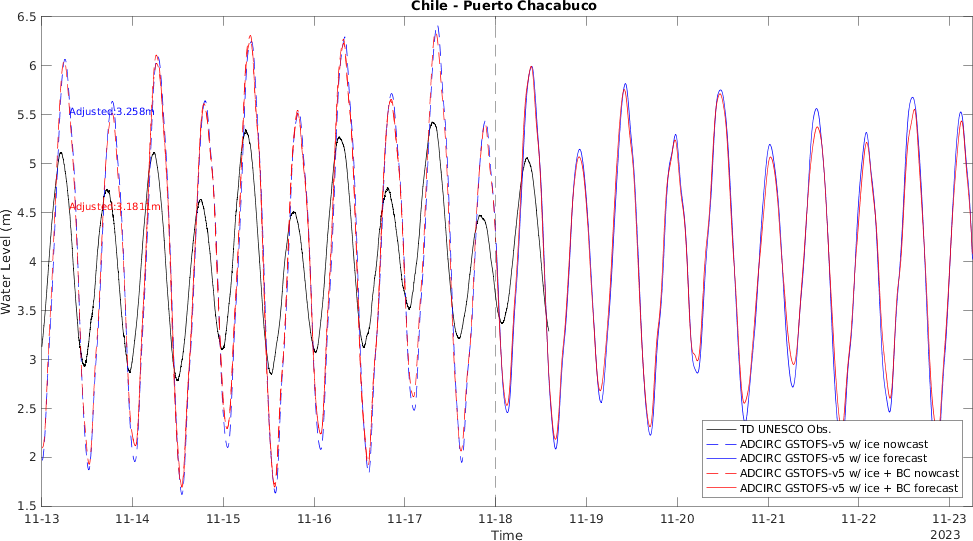 Chile - Puerto Chacabuco
6.5
6
5.5
5
4.5
4
3.5
3
2.5
2
1.5
Water Level (m)
Adjusted:3.258m
Adjusted:3.1811m
TD UNESCO Obs.
ADCIRC GSTOFS-v5 w/ ice nowcast
ADCIRC GSTOFS-v5 w/ ice forecast
ADCIRC GSTOFS-v5 w/ ice + BC nowcast
ADCIRC GSTOFS-v5 w/ ice + BC forecast
11-13 11-14 11-15 11-16 11-17 11-18 11-19 11-20 11-21 11-22 11-23
2023
Time